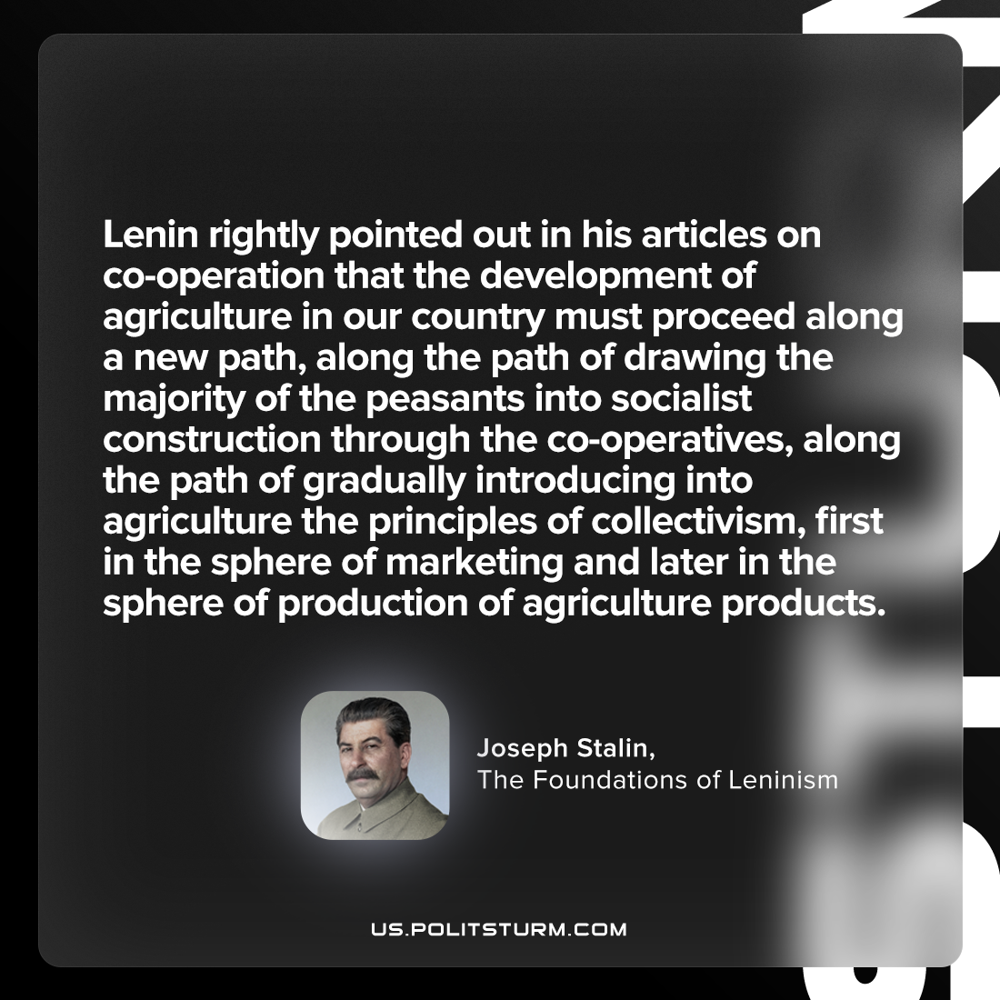 Lenin rightly pointed out in his articles on
co-operation that the development of
agriculture in our country must proceed along
a new path, along the path of drawing the
majority of the peasants into socialist
construction through the co-operatives, along
the path of gradually introducing into
agriculture the principles of collectivism, first
in the sphere of marketing and later in the
sphere of production of agriculture products.
Joseph Stalin,
The Foundations of Leninism
US.POLITSTURM.COM